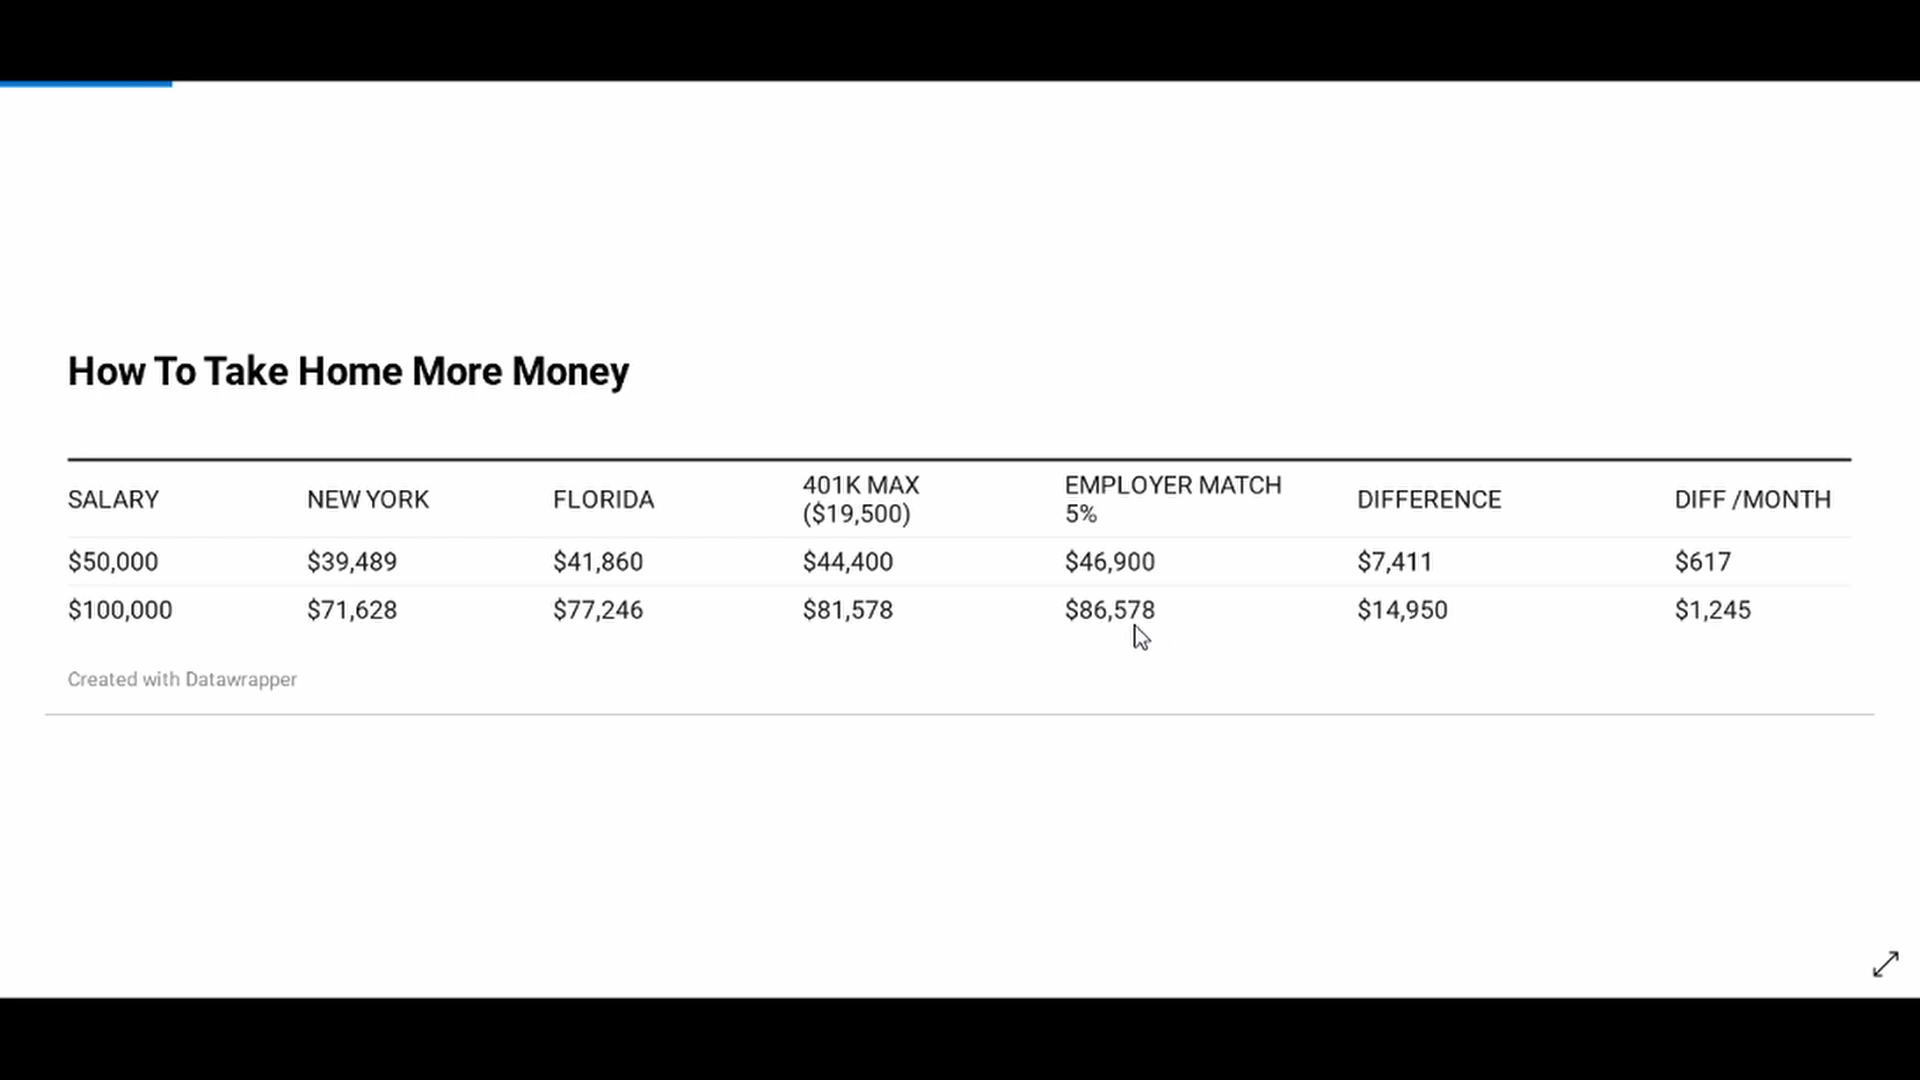 How To Take Home More Money
SALARY NEW YORK FLORIDA 401K MAX ($19,500) EMPLOYER MATCH 5% DIFFERENCE DIFF /MONTH
$50,000 $39,489 $41,860 $44,400 $46,900 $7,411 $617
$100,000 $71,628 $77,246 $81,578 $86,578 $14,950 $1,245
Created with Datawrapper